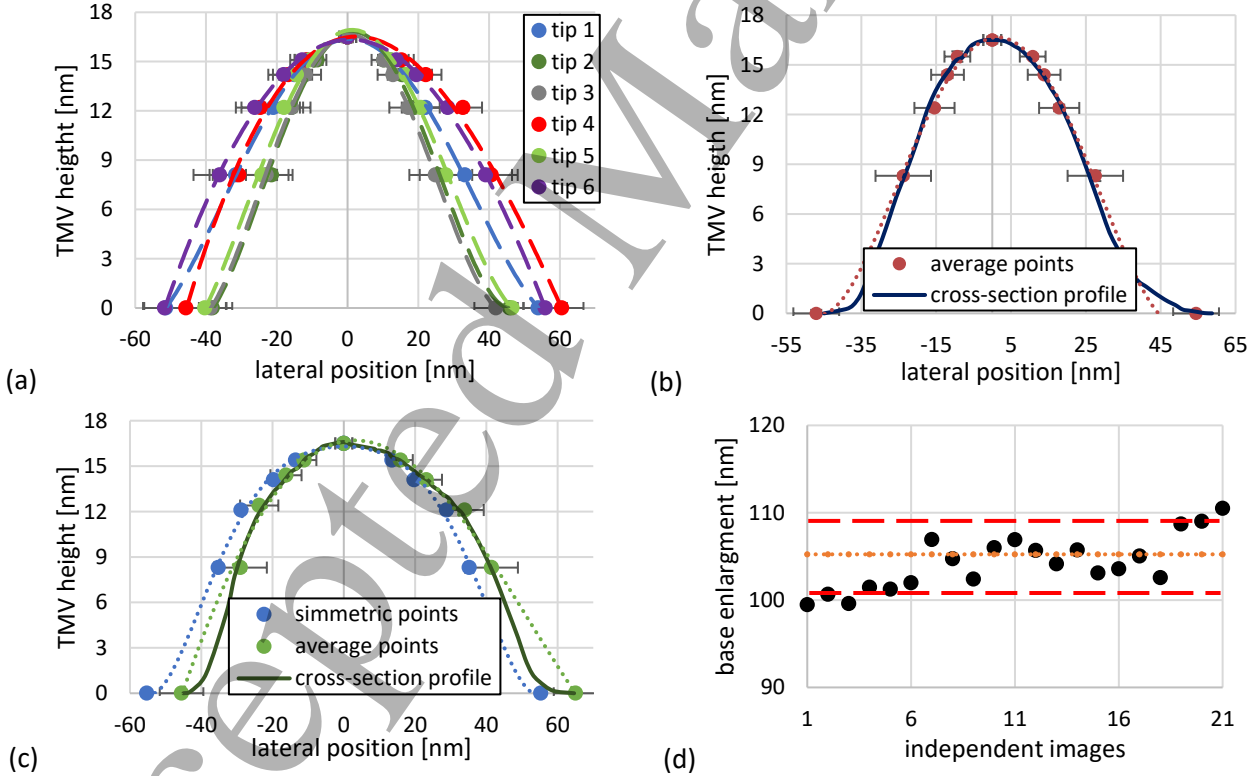 TMV heigtht [nm]
18
15
12
9
6
3
0
-60
-40
-20
0
20
40
60
lateral position [nm]
tip 1
tip 2
tip 3
tip 4
tip 5
tip 6
(a)
TMV heigth [nm]
18
15
12
9
6
3
0
-55
-35
-15
5
25
45
65
lateral position [nm]
average points
cross-section profile
(b)
TMV height [nm]
18
15
12
9
6
3
0
-60
-40
-20
0
20
40
60
lateral position [nm]
simmetric points
average points
cross-section profile
(c)
base enlargment [nm]
120
110
100
90
1
6
11
16
21
independent images
(d)
cepted Ma